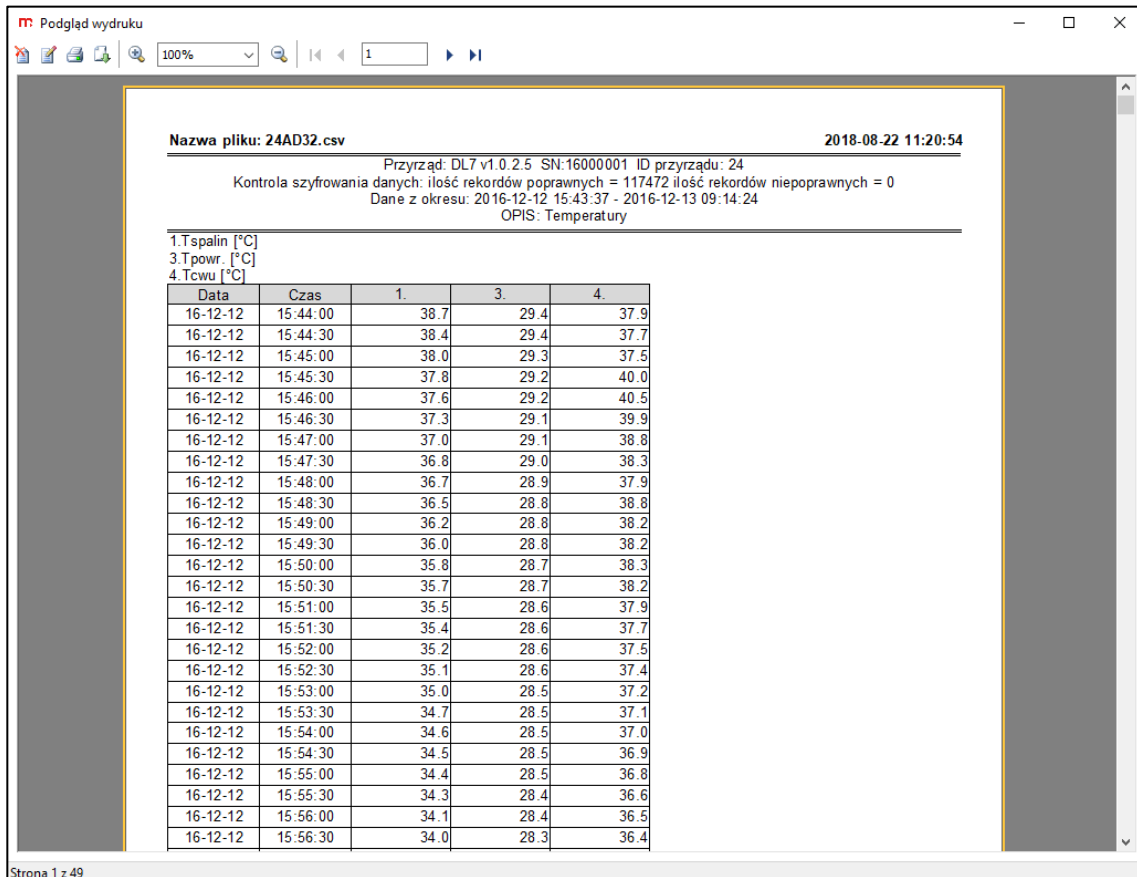 Podgląd wydruku
100% 1
Nazwa pliku: 24AD32.csv 2018-08-22 11:20:54
Przyrząd: DL7 v1.0.2.5 SN:16000001 ID przyrządu: 24
Kontrola szyfrowania danych: ilość rekordów poprawnych = 117472 ilość rekordów niepoprawnych = 0
Dane z okresu: 2016-12-12 15:43:37 - 2016-12-13 09:14:24
OPIS: Temperatury
1.Tspalin [°C]
3.Tpowr. [°C]
4.Tcwu [°C]
Data Czas 1. 3. 4.
16-12-12 15:44:00 38.7 29.4 37.9
16-12-12 15:44:30 38.4 29.4 37.7
16-12-12 15:45:00 38.0 29.3 37.5
16-12-12 15:45:30 37.8 29.2 40.0
16-12-12 15:46:00 37.6 29.2 40.5
16-12-12 15:46:30 37.3 29.1 39.9
16-12-12 15:47:00 37.0 29.1 38.8
16-12-12 15:47:30 36.8 29.0 38.3
16-12-12 15:48:00 36.7 28.9 37.9
16-12-12 15:48:30 36.5 28.8 38.8
16-12-12 15:49:00 36.2 28.8 38.2
16-12-12 15:49:30 36.0 28.8 38.2
16-12-12 15:50:00 35.8 28.7 38.3
16-12-12 15:50:30 35.7 28.7 38.2
16-12-12 15:51:00 35.5 28.6 37.9
16-12-12 15:51:30 35.4 28.6 37.7
16-12-12 15:52:00 35.2 28.6 37.5
16-12-12 15:52:30 35.1 28.6 37.4
16-12-12 15:53:00 35.0 28.5 37.2
16-12-12 15:53:30 34.7 28.5 37.1
16-12-12 15:54:00 34.6 28.5 37.0
16-12-12 15:54:30 34.5 28.5 36.9
16-12-12 15:55:00 34.4 28.5 36.8
16-12-12 15:55:30 34.3 28.4 36.6
16-12-12 15:56:00 34.1 28.4 36.5
16-12-12 15:56:30 34.0 28.3 36.4
Strona 1 z 49